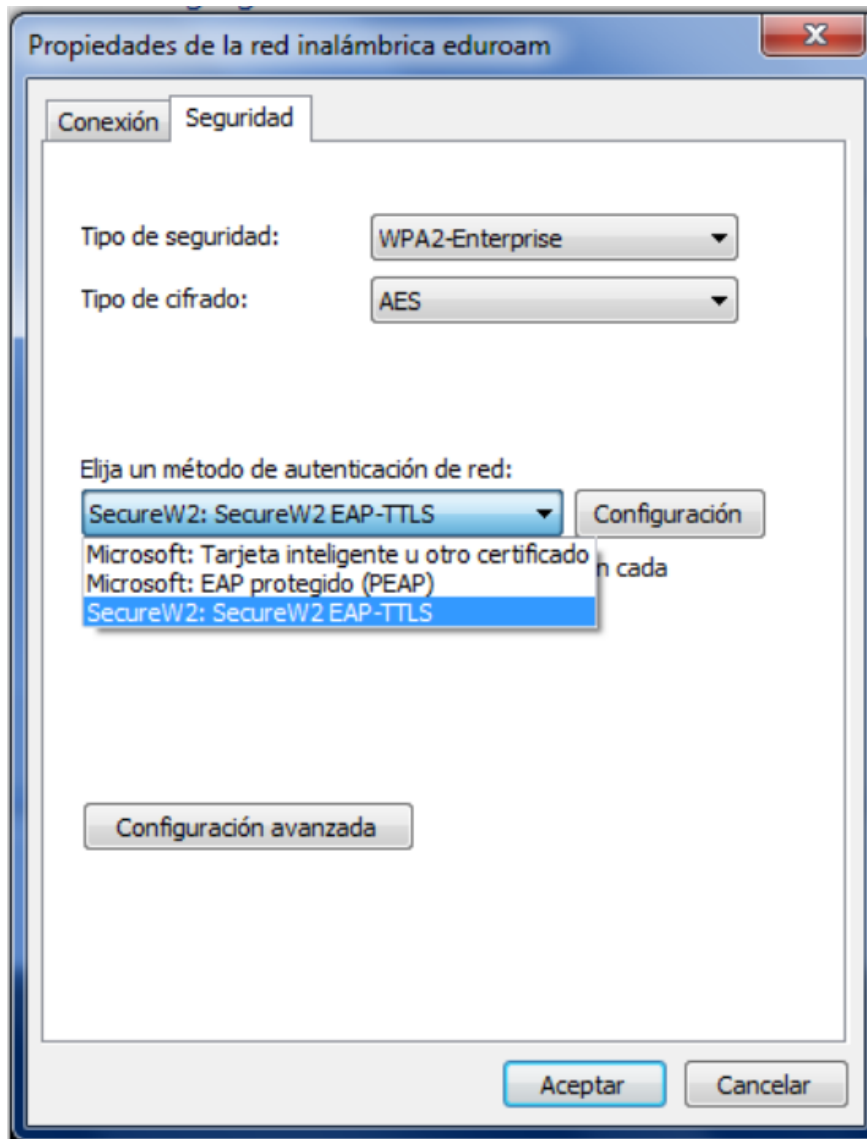 Propiedades de la red inalámbrica eduroam
Conexión
Seguridad
Tipo de seguridad:
WPA2-Enterprise
Tipo de cifrado:
AES
Elija un método de autenticación de red:
SecureW2: SecureW2 EAP-TTLS
Configuración
Microsoft: Tarjeta inteligente u otro certificado
n cada
Microsoft: EAP protegido (PEAP)
SecureW2: SecureW2 EAP-TTLS
Configuración avanzada
Aceptar
Cancelar